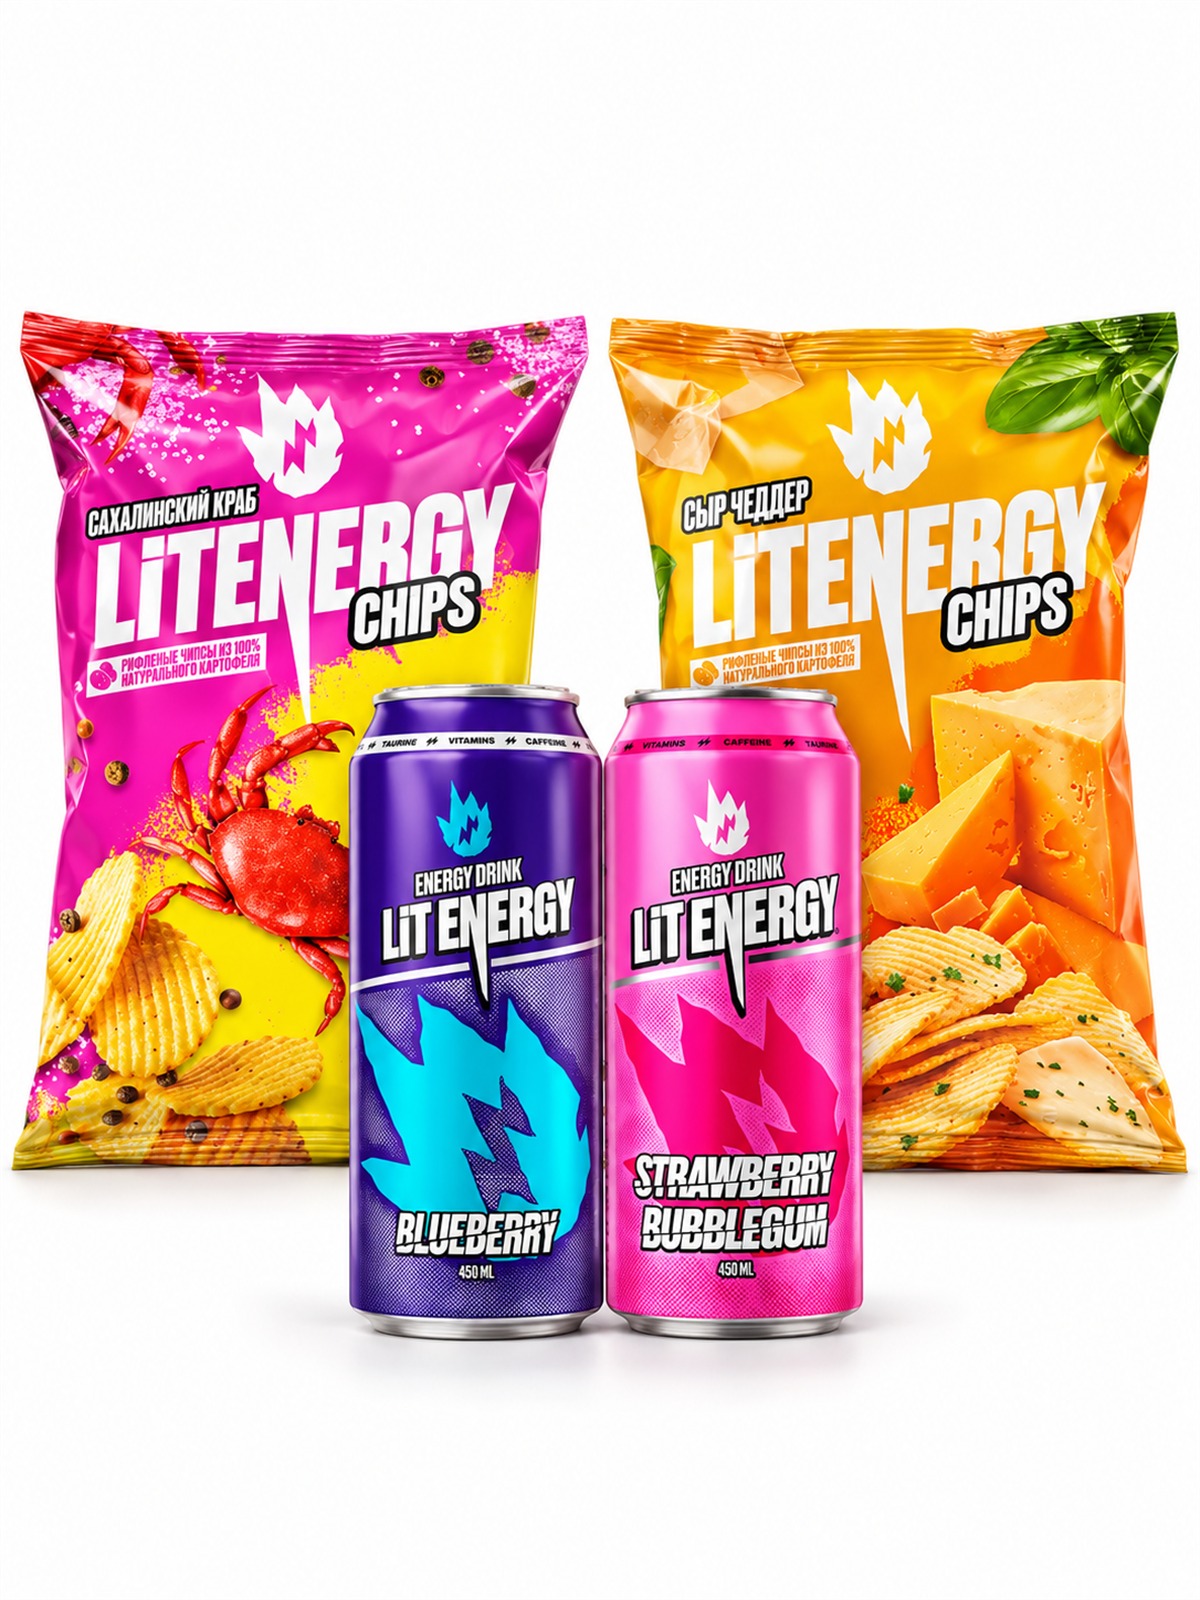 САХАЛИНСКИЙ КРАБ
LiTENERGY
CHIPS
РИФЛЕНЫЕ ЧИПСЫ ИЗ 100%
НАТУРАЛЬНОГО КАРТОФЕЛЯ
СЫР ЧЕДДЕР
LiTENERGY
CHIPS
РИФЛЕНЫЕ ЧИПСЫ ИЗ 100%
НАТУРАЛЬНОГО КАРТОФЕЛЯ
TAURINE VITAMINS CAFFEINE
ENERGY DRINK
LiT ENERGY
BLUEBERRY
450 ML
VITAMINS CAFFEINE TAURINE
ENERGY DRINK
LiT ENERGY
STRAWBERRY
BUBBLEGUM
450 ML